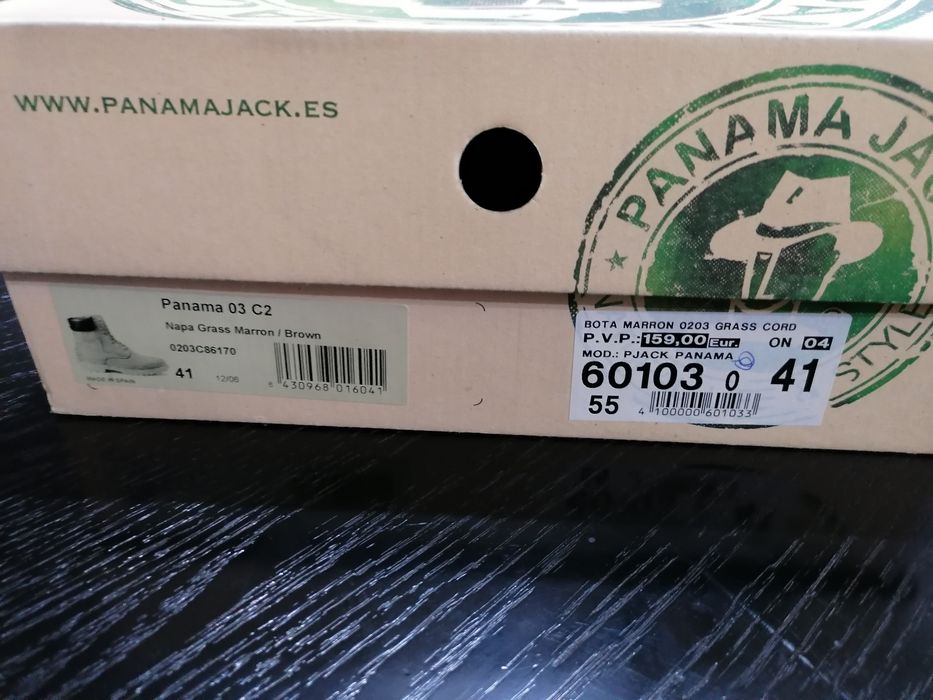 WWW.PANAMAJACK.ES
PANAMA JAC
STYLE
Panama 03 C2
Napa Grass Marron / Brown
0203C86170
41
12/06
MADE IN SPAIN
8 430968 016041
BOTA MARRON 0203 GRASS CORD
P.V.P.: 159,00 Eur. ON 04
MOD.: PJACK PANAMA
60103 0 41
55
4 100000 601033